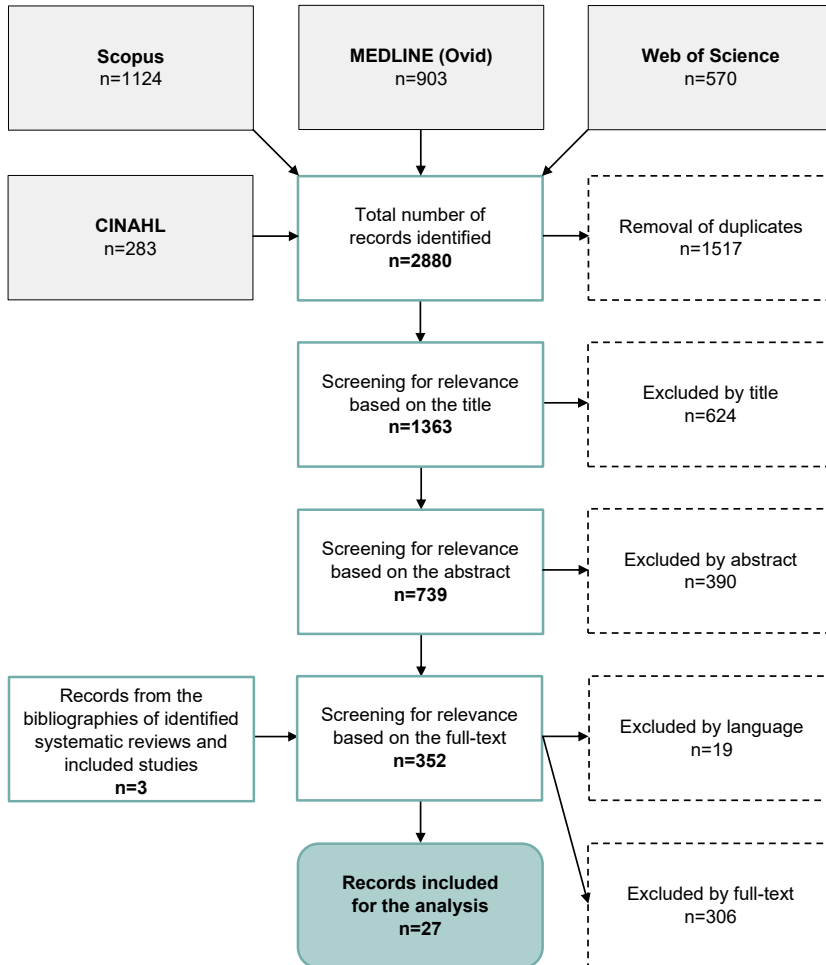 Scopus
n=1124
MEDLINE (Ovid)
n=903
Web of Science
n=570
CINAHL
n=283
Total number of
records identified
n=2880
Removal of duplicates
n=1517
Screening for relevance
based on the title
n=1363
Excluded by title
n=624
Screening for relevance
based on the abstract
n=739
Excluded by abstract
n=390
Records from the
bibliographies of identified
systematic reviews and
included studies
n=3
Screening for relevance
based on the full-text
n=352
Excluded by language
n=19
Records included
for the analysis
n=27
Excluded by full-text
n=306